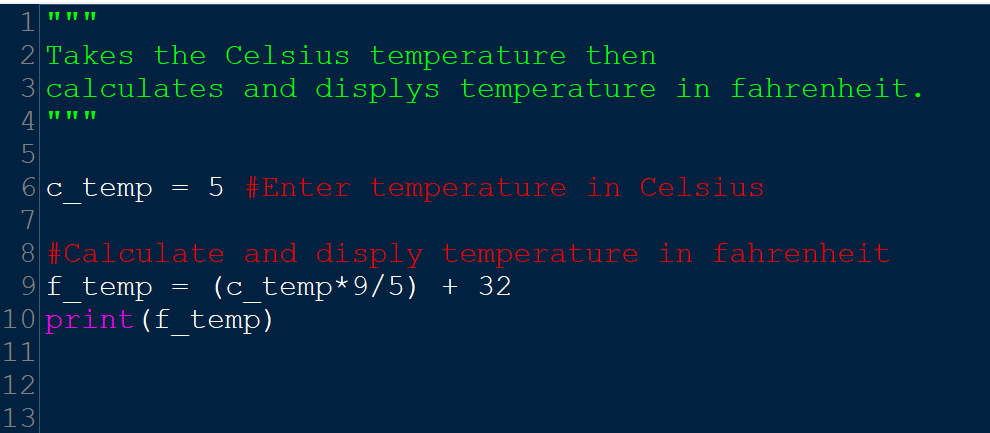 1 """
2 Takes the Celsius temperature then
3 calculates and displys temperature in fahrenheit.
4 """
5
6 c_temp = 5 #Enter temperature in Celsius
7
8 #Calculate and disply temperature in fahrenheit
9 f_temp = (c_temp*9/5) + 32
10 print(f_temp)
11
12
13